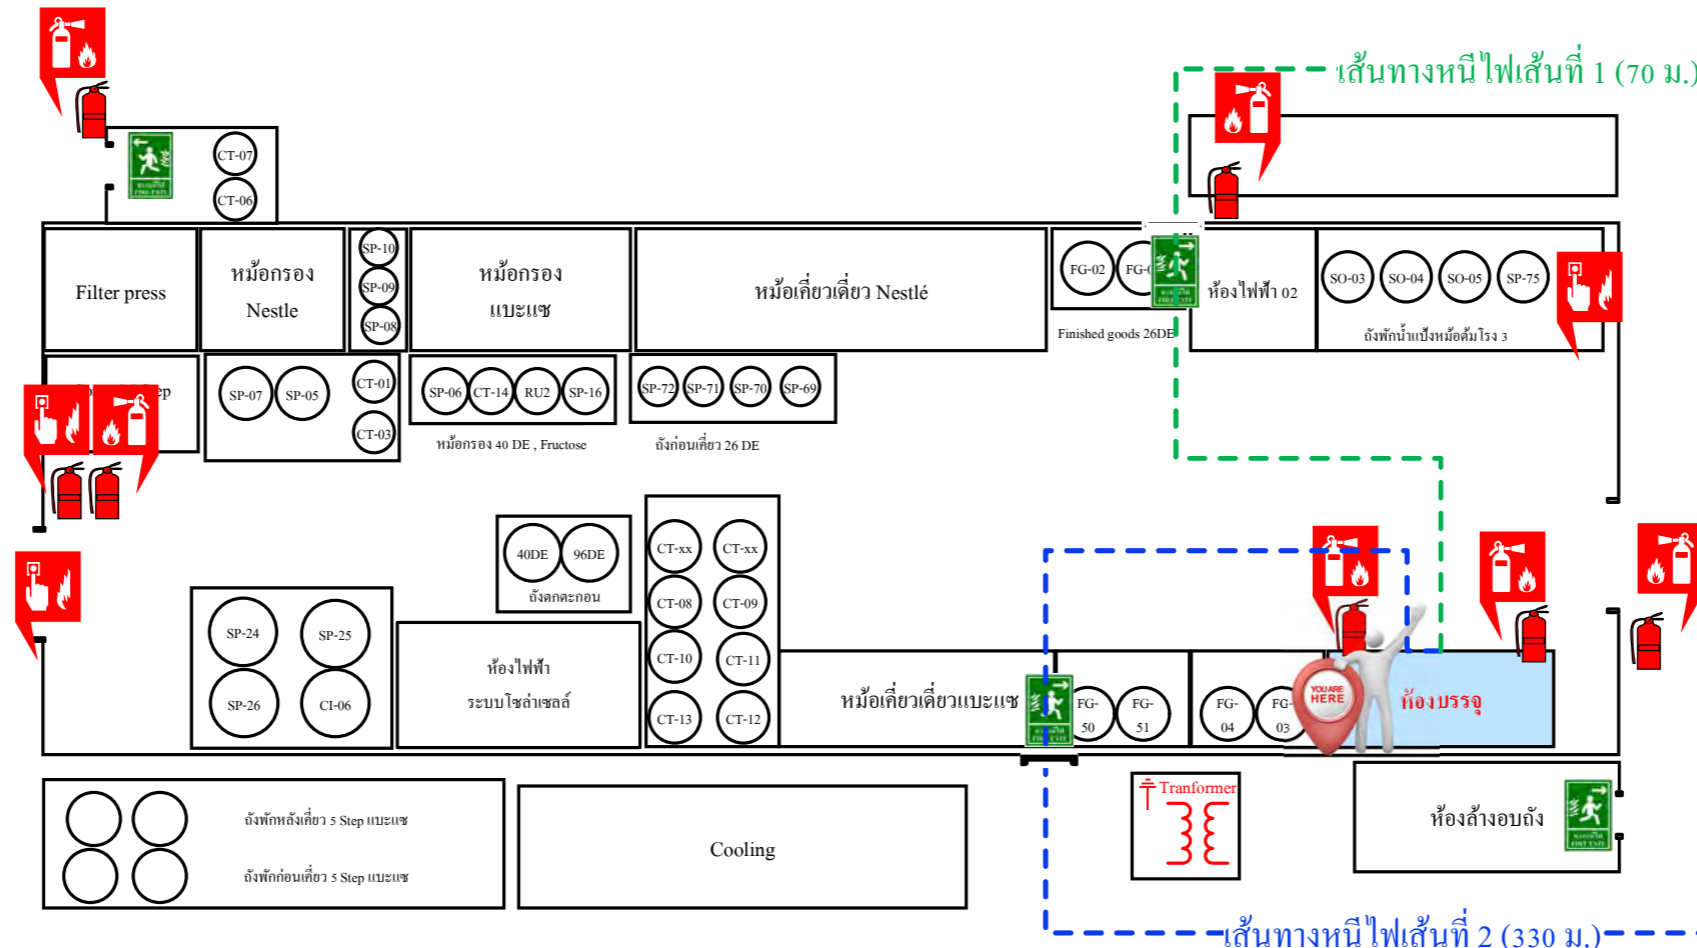 เส้นทางหนีไฟเส้นที่ 1 (70 ม.)
CT-07
CT-06
Filter press
หม้อกรอง
Nestle
SP-10
SP-09
SP-08
หม้อกรอง
แบะแซ
หม้อเคี่ยวเดี่ยว Nestlé
FG-02
Finished goods 26DE
ห้องไฟฟ้า 02
SO-03
SO-04
SO-05
SP-75
ถังพักน้ำแป้งหม้อต้มโรง 3
SP-07
SP-05
CT-01
CT-03
SP-06
CT-14
RU2
SP-16
หม้อกรอง 40 DE , Fructose
SP-72
SP-71
SP-70
SP-69
ถังก่อนเคี่ยว 26 DE
40DE
96DE
ถังตกตะกอน
CT-xx
CT-xx
CT-08
CT-09
CT-10
CT-11
CT-13
CT-12
SP-24
SP-25
SP-26
CI-06
ห้องไฟฟ้า
ระบบโซล่าเซลล์
หม้อเคี่ยวเดี่ยวแบะแซ
FG-50
FG-51
FG-04
FG-03
YOU ARE
HERE
ห้องบรรจุ
ถังพักหลังเคี่ยว 5 Step แบะแซ
ถังพักก่อนเคี่ยว 5 Step แบะแซ
Cooling
Tranformer
ห้องล้างอบถัง
เส้นทางหนีไฟเส้นที่ 2 (330 ม.)